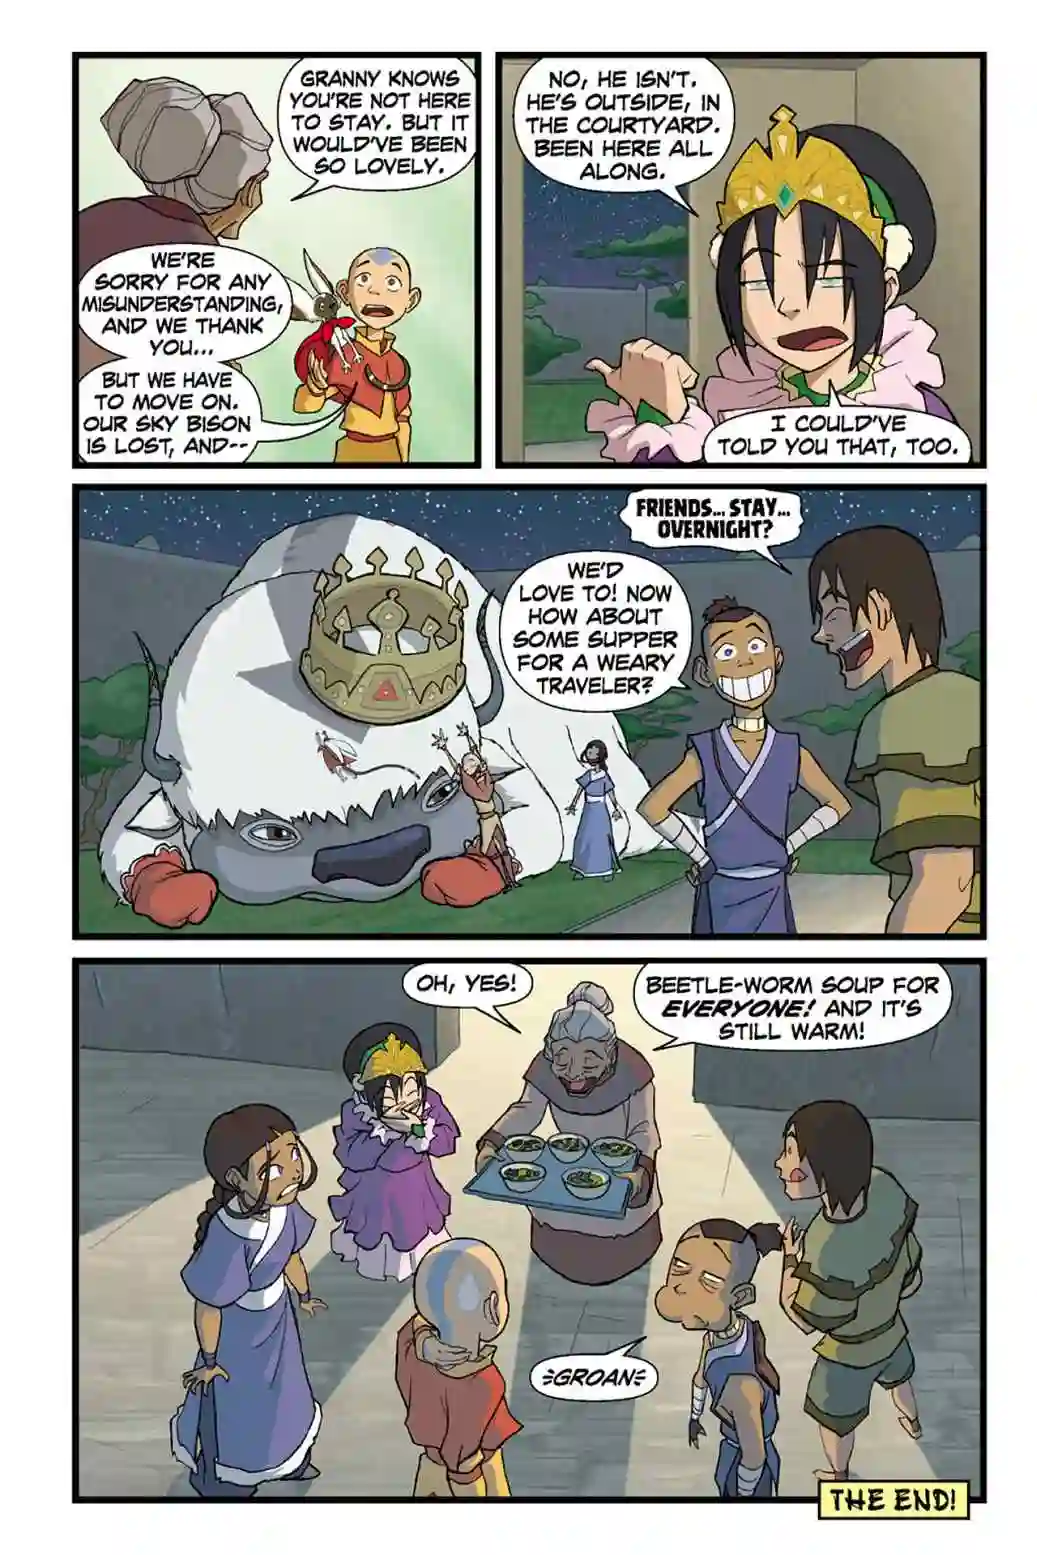 GRANNY KNOWS
YOU'RE NOT HERE
TO STAY. BUT IT
WOULD'VE BEEN
SO LOVELY.
WE'RE
SORRY FOR ANY
MISUNDERSTANDING,
AND WE THANK
YOU...
BUT WE HAVE
TO MOVE ON.
OUR SKY BISON
IS LOST, AND--
NO, HE ISN'T.
HE'S OUTSIDE, IN
THE COURTYARD.
BEEN HERE ALL
ALONG.
I COULD'VE
TOLD YOU THAT, TOO.
FRIENDS... STAY...
OVERNIGHT?
WE'D
LOVE TO! NOW
HOW ABOUT
SOME SUPPER
FOR A WEARY
TRAVELER?
OH, YES!
BEETLE-WORM SOUP FOR
EVERYONE! AND IT'S
STILL WARM!
GROAN
THE END!